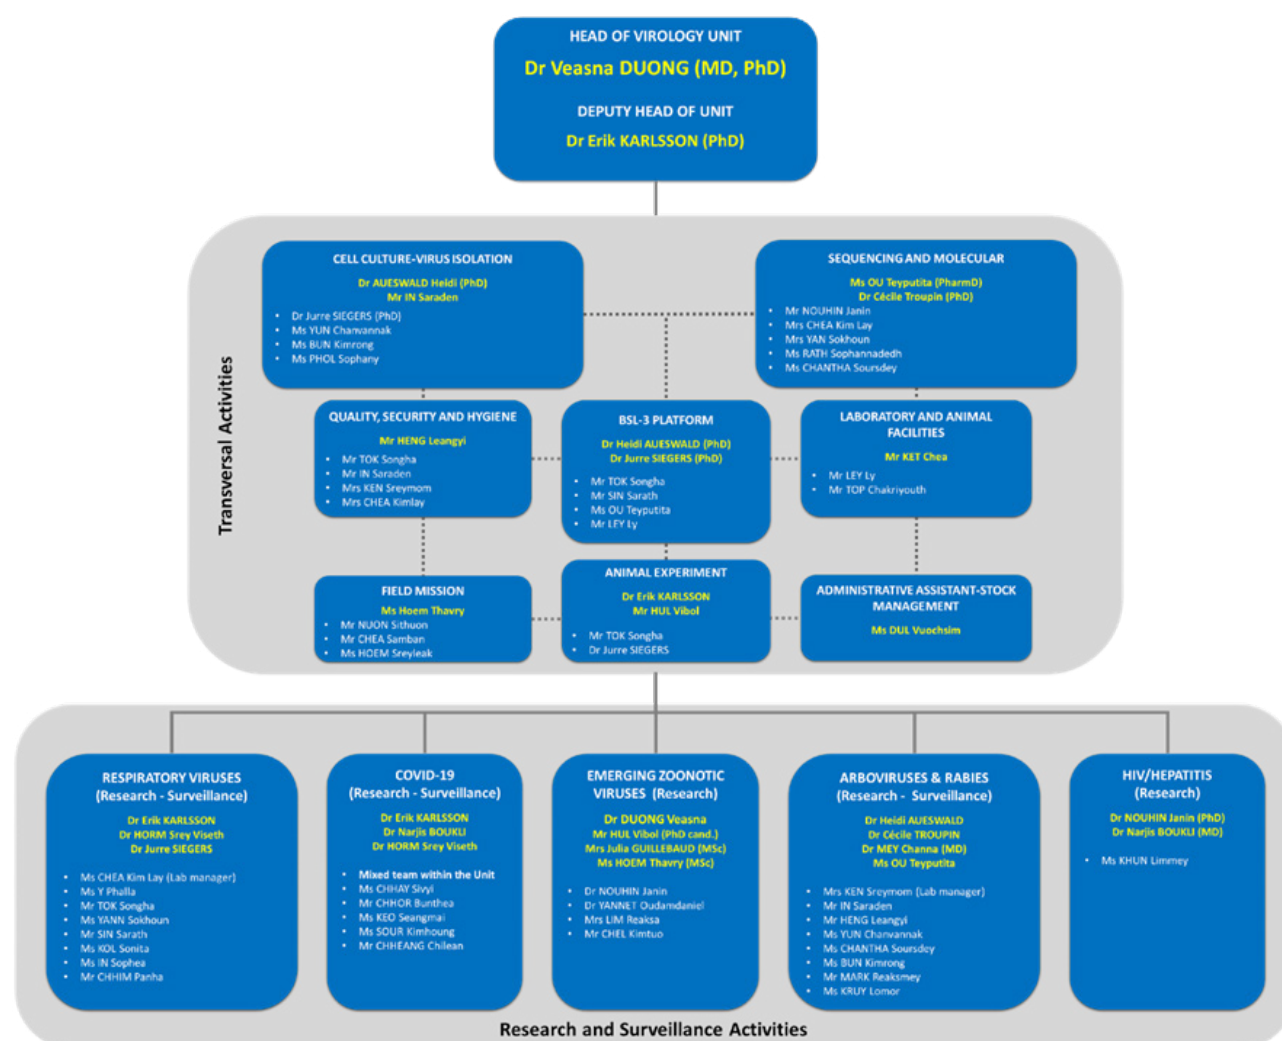 HEAD OF VIROLOGY UNIT
Dr Veasna DUONG (MD, PhD)
DEPUTY HEAD OF UNIT
Dr Erik KARLSSON (PhD)
Transversal Activities
CELL CULTURE-VIRUS ISOLATION
Dr AUESWALD Heidi (PhD)
Mr IN Saraden
• Dr Jurre SIEGERS (PhD)
• Ms YUN Chanvannak
• Ms BUN Kimrong
• Ms PHOL Sophany
SEQUENCING AND MOLECULAR
Ms OU Teyputita (PharmD)
Dr Cécile Troupin (PhD)
• Mr NOUHIN Janin
• Mrs CHEA Kim Lay
• Mrs YAN Sokhoun
• Ms RATH Sophannadedh
• Ms CHANTHA Soursdey
QUALITY, SECURITY AND HYGIENE
Mr HENG Leangyi
• Mr TOK Songha
• Mr IN Saraden
• Mrs KEN Sreymom
• Mrs CHEA Kimlay
BSL-3 PLATFORM
Dr Heidi AUESWALD (PhD)
Dr Jurre SIEGERS (PhD)
• Mr TOK Songha
• Mr SIN Sarath
• Ms OU Teyputita
• Mr LEY Ly
LABORATORY AND ANIMAL
FACILITIES
Mr KET Chea
• Mr LEY Ly
• Mr TOP Chakriyouth
FIELD MISSION
Ms Hoem Thavry
• Mr NUON Sithuon
• Mr CHEA Samban
• Ms HOEM Sreyleak
ANIMAL EXPERIMENT
Dr Erik KARLSSON
Mr HUL Vibol
• Mr TOK Songha
• Dr Jurre SIEGERS
ADMINISTRATIVE ASSISTANT-STOCK
MANAGEMENT
Ms DUL Vuochsim
RESPIRATORY VIRUSES
(Research - Surveillance)
Dr Erik KARLSSON
Dr HORM Srey Viseth
Dr Jurre SIEGERS
• Ms CHEA Kim Lay (Lab manager)
• Ms Y Phalla
• Mr TOK Songha
• Ms YANN Sokhoun
• Mr SIN Sarath
• Ms KOL Sonita
• Ms IN Sophea
• Mr CHHIM Panha
COVID-19
(Research - Surveillance)
Dr Erik KARLSSON
Dr Narjis BOUKLI
Dr HORM Srey Viseth
• Mixed team within the Unit
• Ms CHHAY Sivyi
• Mr CHHOR Bunthea
• Ms KEO Seangmai
• Ms SOUR Kimhoung
• Mr CHHEANG Chilean
EMERGING ZOONOTIC
VIRUSES (Research)
Dr DUONG Veasna
Mr HUL Vibol (PhD cand.)
Mrs Julia GUILLEBAUD (MSc)
Ms HOEM Thavry (MSc)
• Dr NOUHIN Janin
• Dr YANNET Oudamdaniel
• Mrs LIM Reaksa
• Mr CHEL Kimtuo
ARBOVIRUSES & RABIES
(Research - Surveillance)
Dr Heidi AUESWALD
Dr Cécile TROUPIN
Dr MEY Channa (MD)
Ms OU Teyputita
• Mrs KEN Sreymom (Lab manager)
• Mr IN Saraden
• Mr HENG Leangyi
• Ms YUN Chanvannak
• Ms CHANTHA Soursdey
• Ms BUN Kimrong
• Mr MARK Reaksmey
• Ms KRUY Lomor
HIV/HEPATITIS
(Research)
Dr NOUHIN Janin (PhD)
Dr Narjis BOUKLI (MD)
• Ms KHUN Limmey
Research and Surveillance Activities